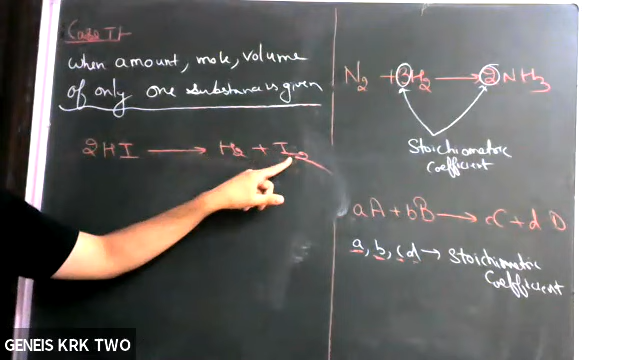 Case I
when amount, mole, volume
of only one substance is given
2HI → H2 + I2
N2 + 3H2 → 2NH3
Stoichiometric
coefficient
aA + bB → cC + dD
a, b, c d → Stoichiometric
Coefficient
GENEIS KRK TWO